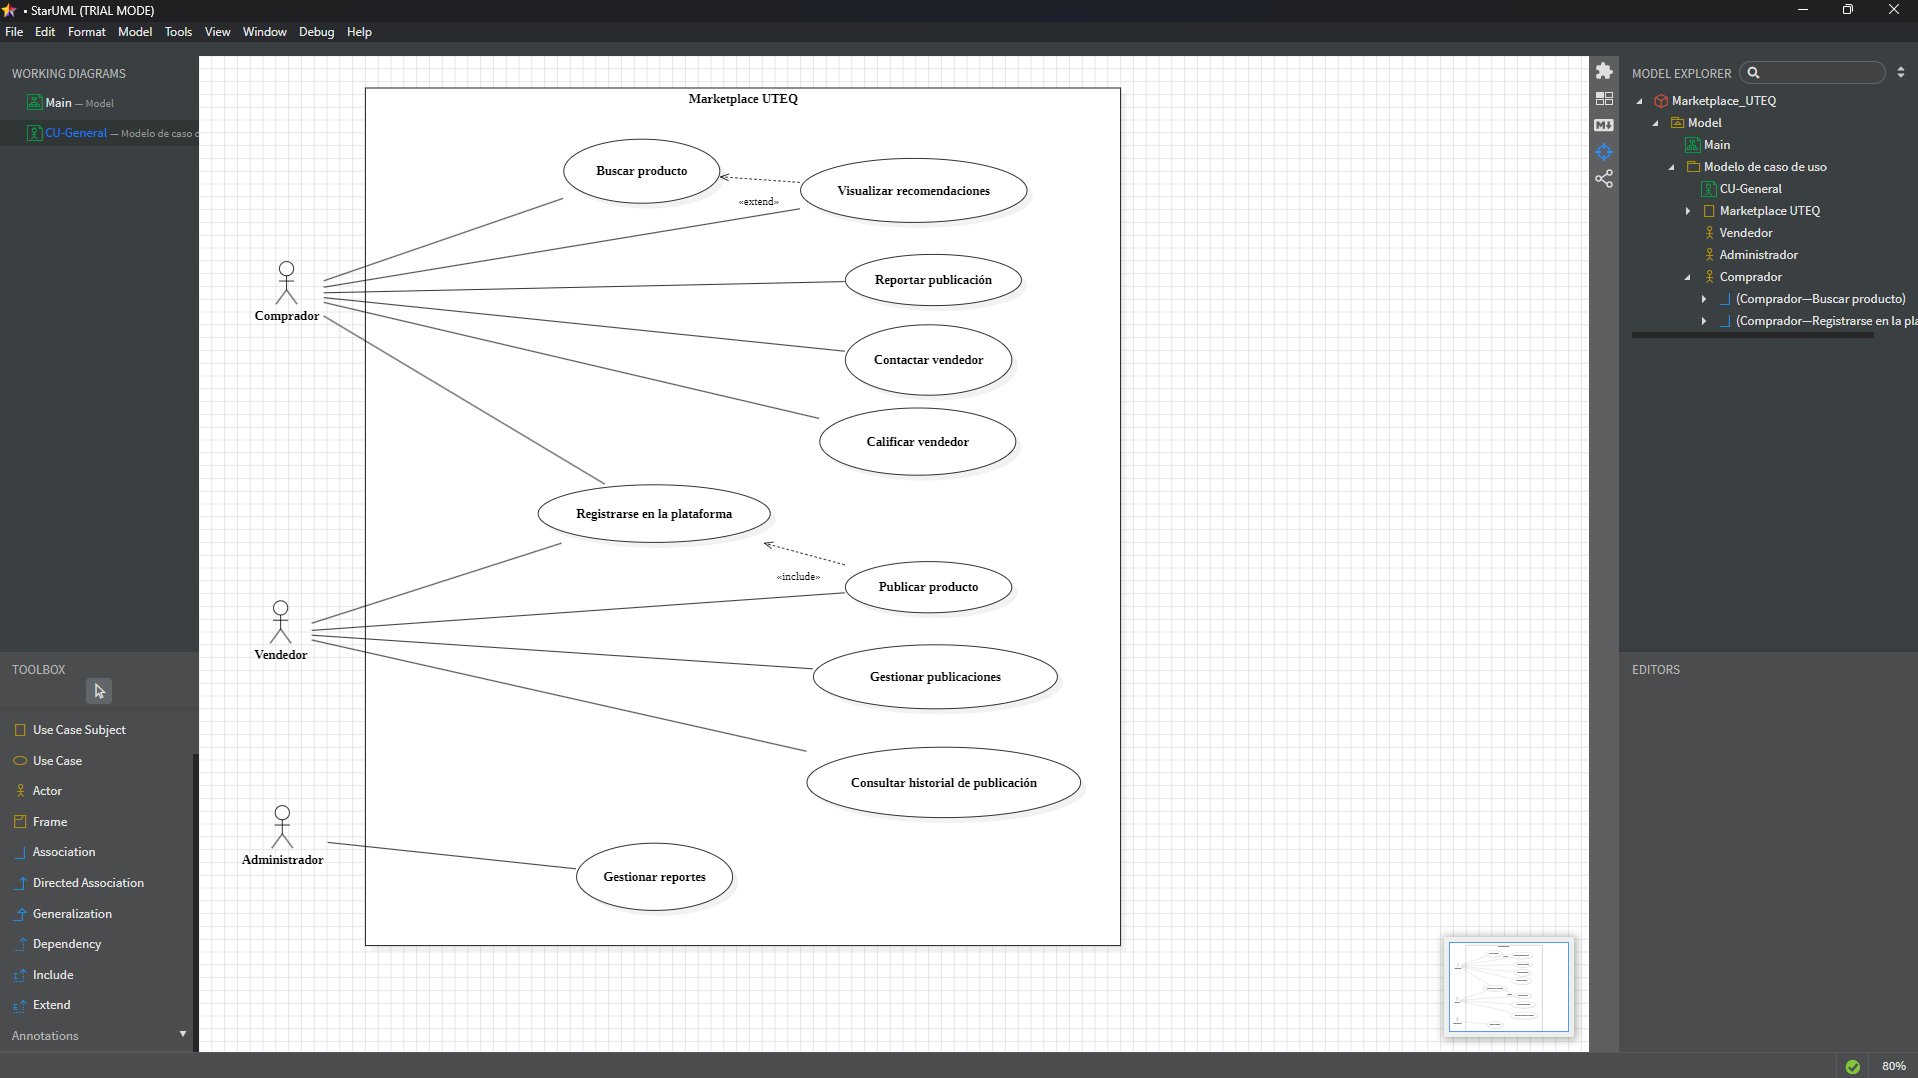 • StarUML (TRIAL MODE)
File Edit Format Model Tools View Window Debug Help
WORKING DIAGRAMS
Main — Model
CU-General — Modelo de caso d
TOOLBOX
Use Case Subject
Use Case
Actor
Frame
Association
Directed Association
Generalization
Dependency
Include
Extend
Annotations
Marketplace UTEQ
Buscar producto
Visualizar recomendaciones
«extend»
Reportar publicación
Comprador
Contactar vendedor
Calificar vendedor
Registrarse en la plataforma
«include»
Publicar producto
Vendedor
Gestionar publicaciones
Consultar historial de publicación
Administrador
Gestionar reportes
MODEL EXPLORER
Marketplace_UTEQ
Model
Main
Modelo de caso de uso
CU-General
Marketplace UTEQ
Vendedor
Administrador
Comprador
(Comprador—Buscar producto)
(Comprador—Registrarse en la pla
EDITORS
80%